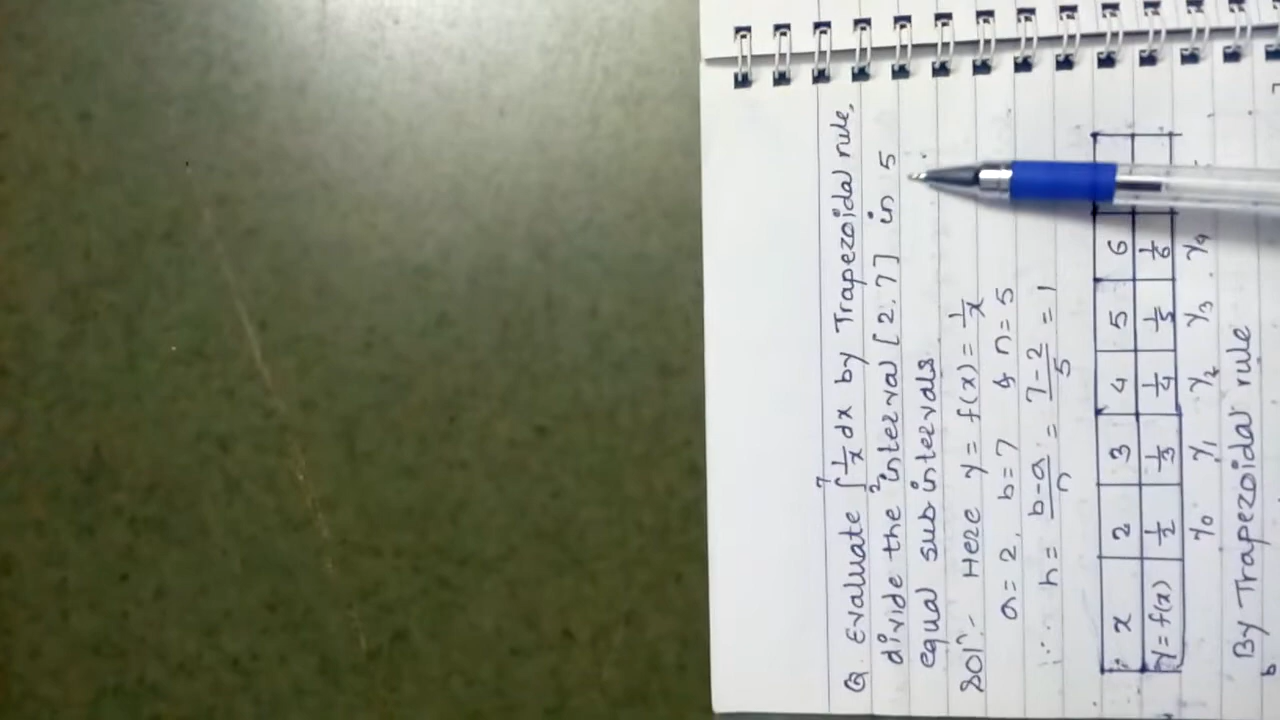 Q. Evaluate ∫₂⁷ 1/x dx by Trapezoidal rule,
divide the interval [2,7] in 5
equal sub intervals.
Solⁿ:- Here y = f(x) = 1/x
a = 2, b = 7 & n = 5
∴ h = b-a/n = 7-2/5 = 1
x 2 3 4 5 6
y = f(x) 1/2 1/3 1/4 1/5 1/6
y₀ y₁ y₂ y₃ y₄
By Trapezoidal rule
b